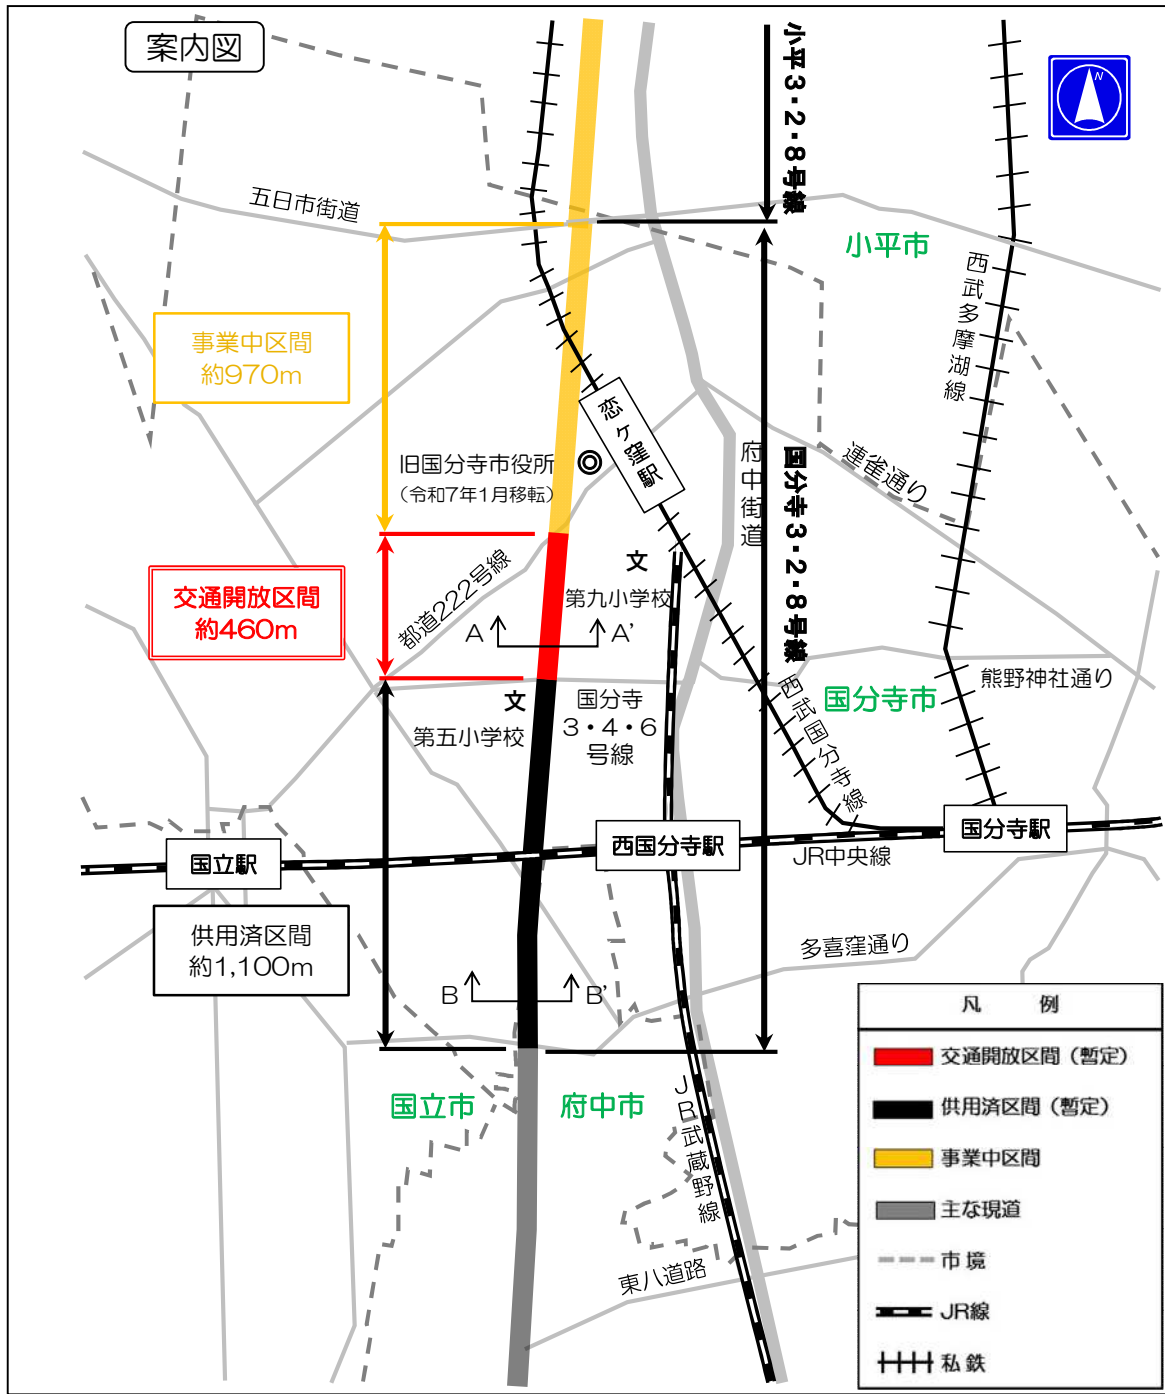 案内図
N
小平3・2・8号線
五日市街道
小平市
西武多摩湖線
事業中区間
約970m
恋ヶ窪駅
旧国分寺市役所
（令和7年1月移転）
府中街道
国分寺3・2・8号線
連雀通り
交通開放区間
約460m
都道222号線
文
第九小学校
A A'
文
第五小学校
国分寺
3・4・6
号線
西武国分寺線
国分寺市
熊野神社通り
国立駅
西国分寺駅
国分寺駅
JR中央線
供用済区間
約1,100m
多喜窪通り
B B'
国立市
府中市
JR武蔵野線
東八道路
凡 例
交通開放区間（暫定）
供用済区間（暫定）
事業中区間
主な現道
市境
JR線
私鉄